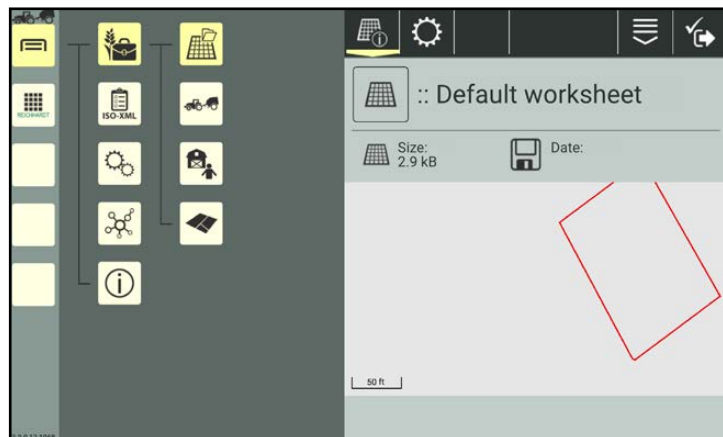 REICHHARDT
ISO-XML
:: Default worksheet
Size:
2.9 kB
Date:
50 ft